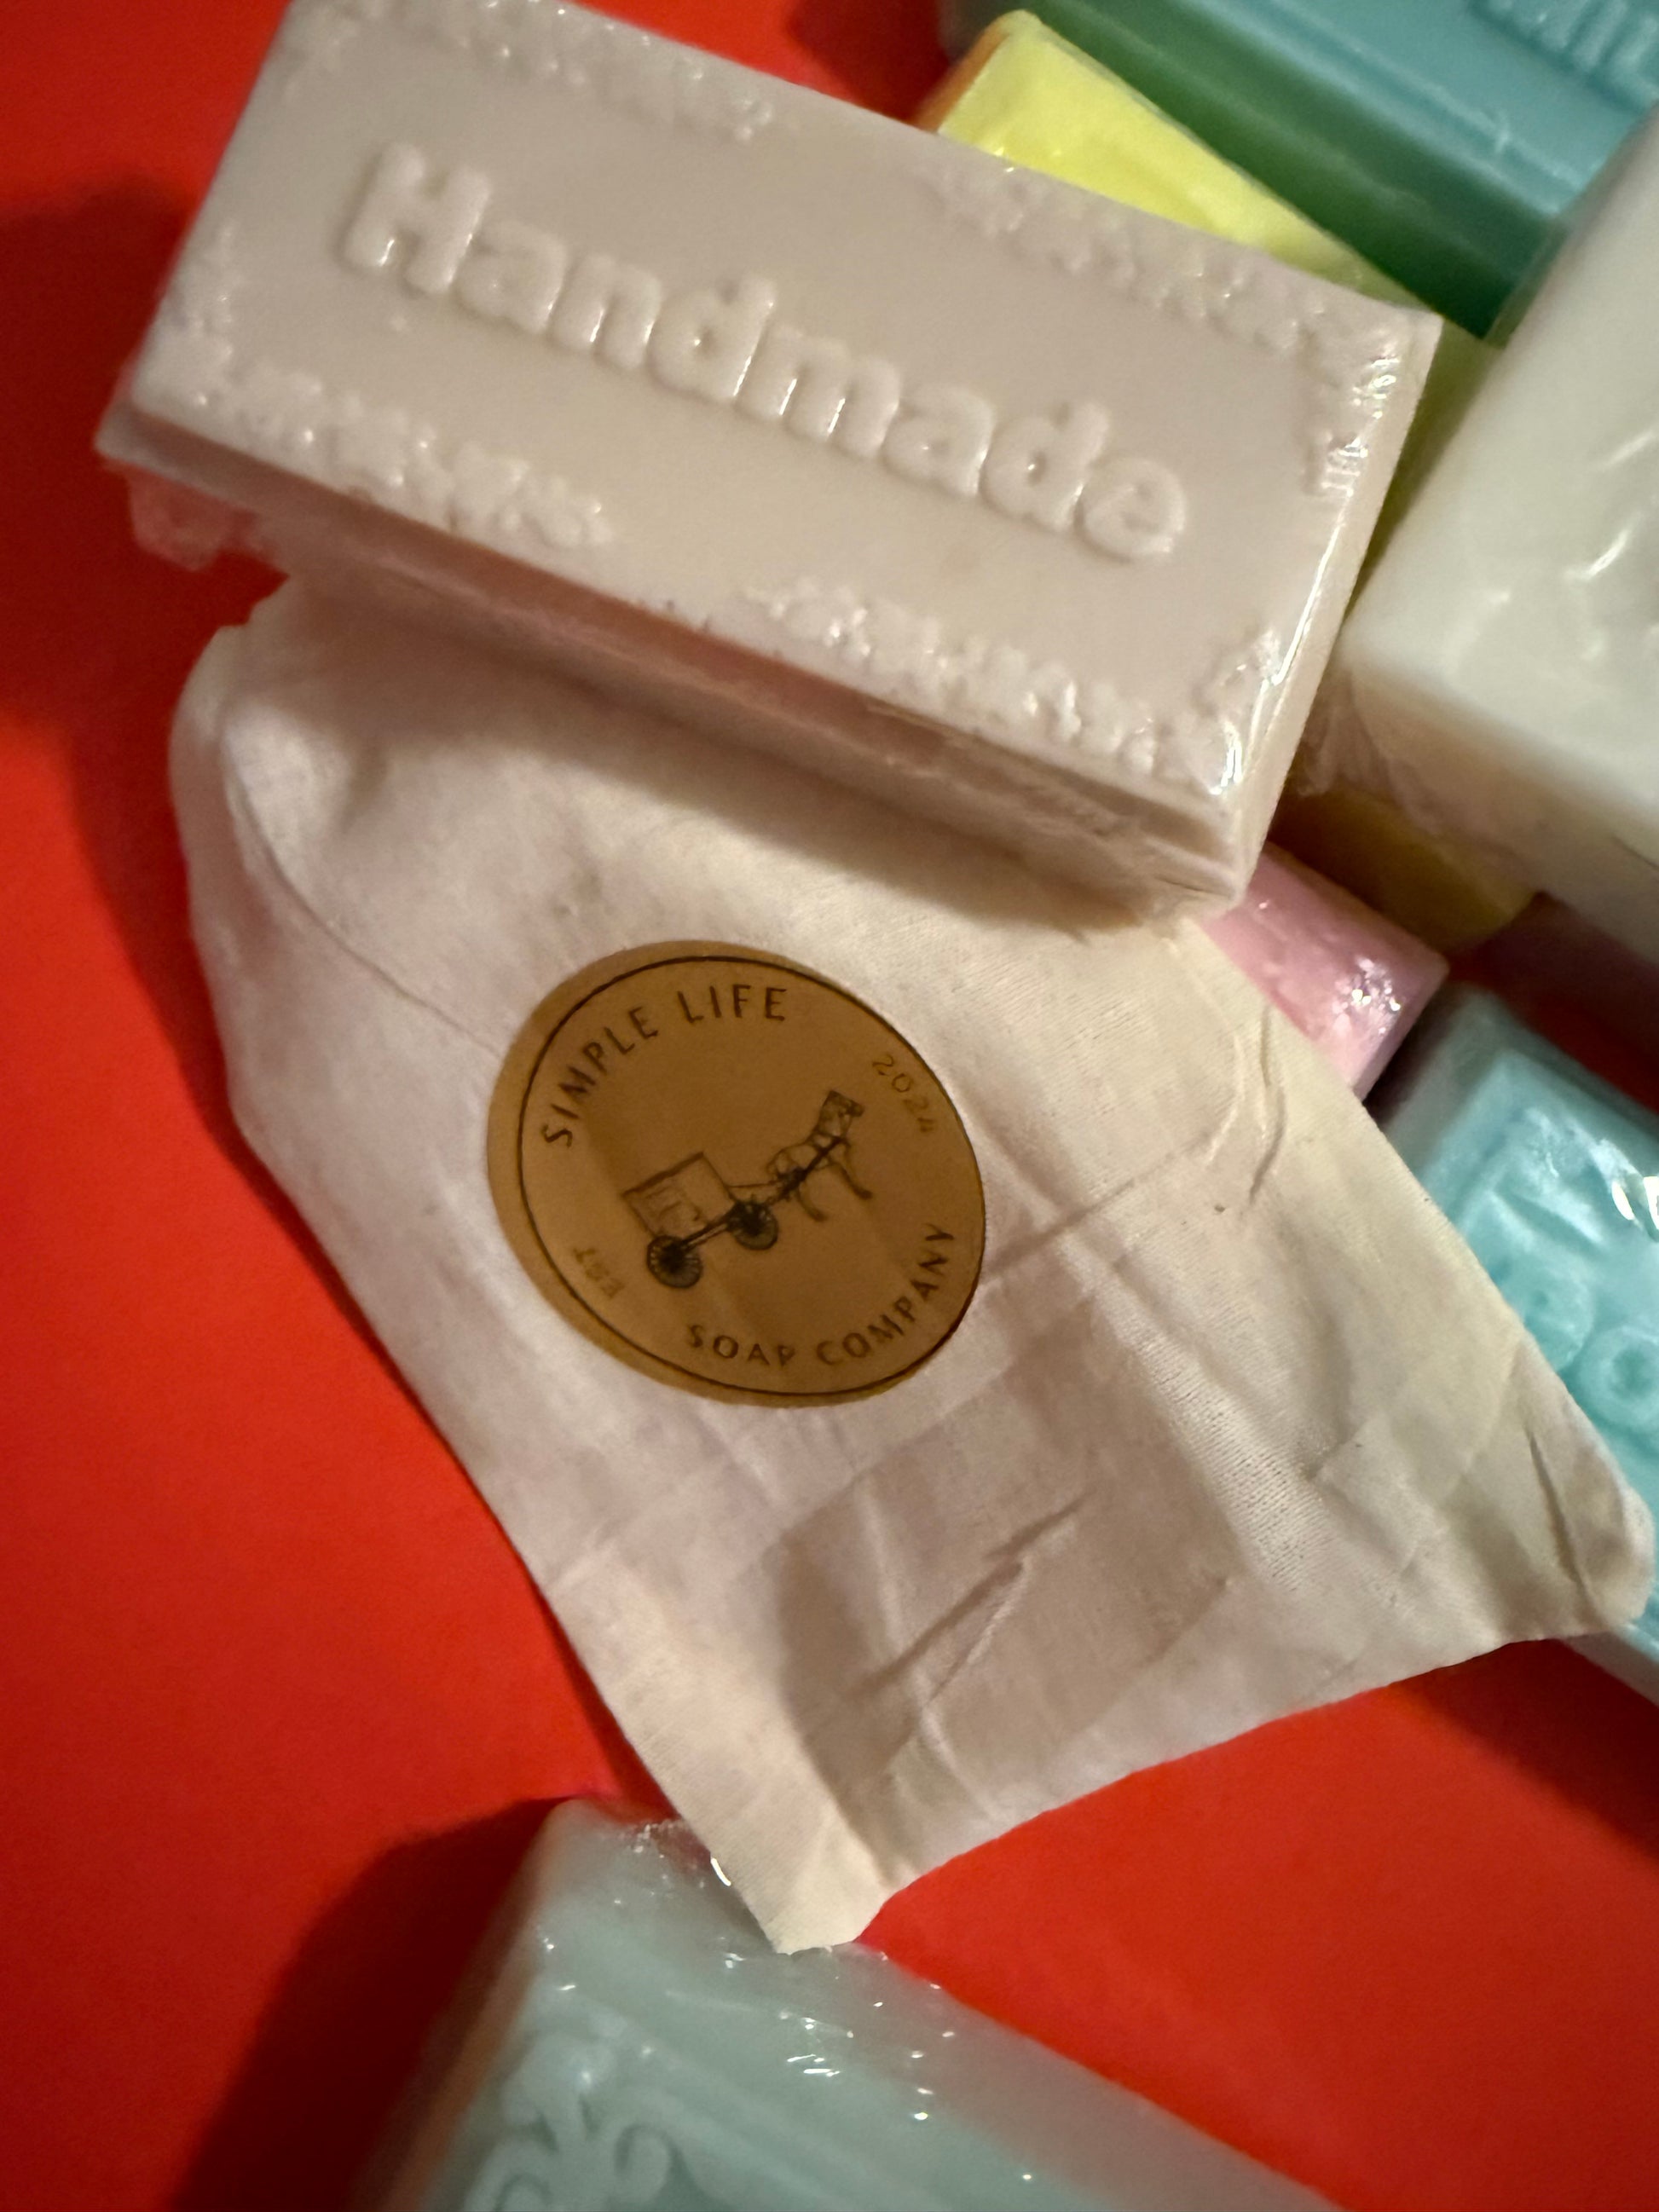 Handmade
SIMPLE LIFE
2024
EST
SOAP COMPANY